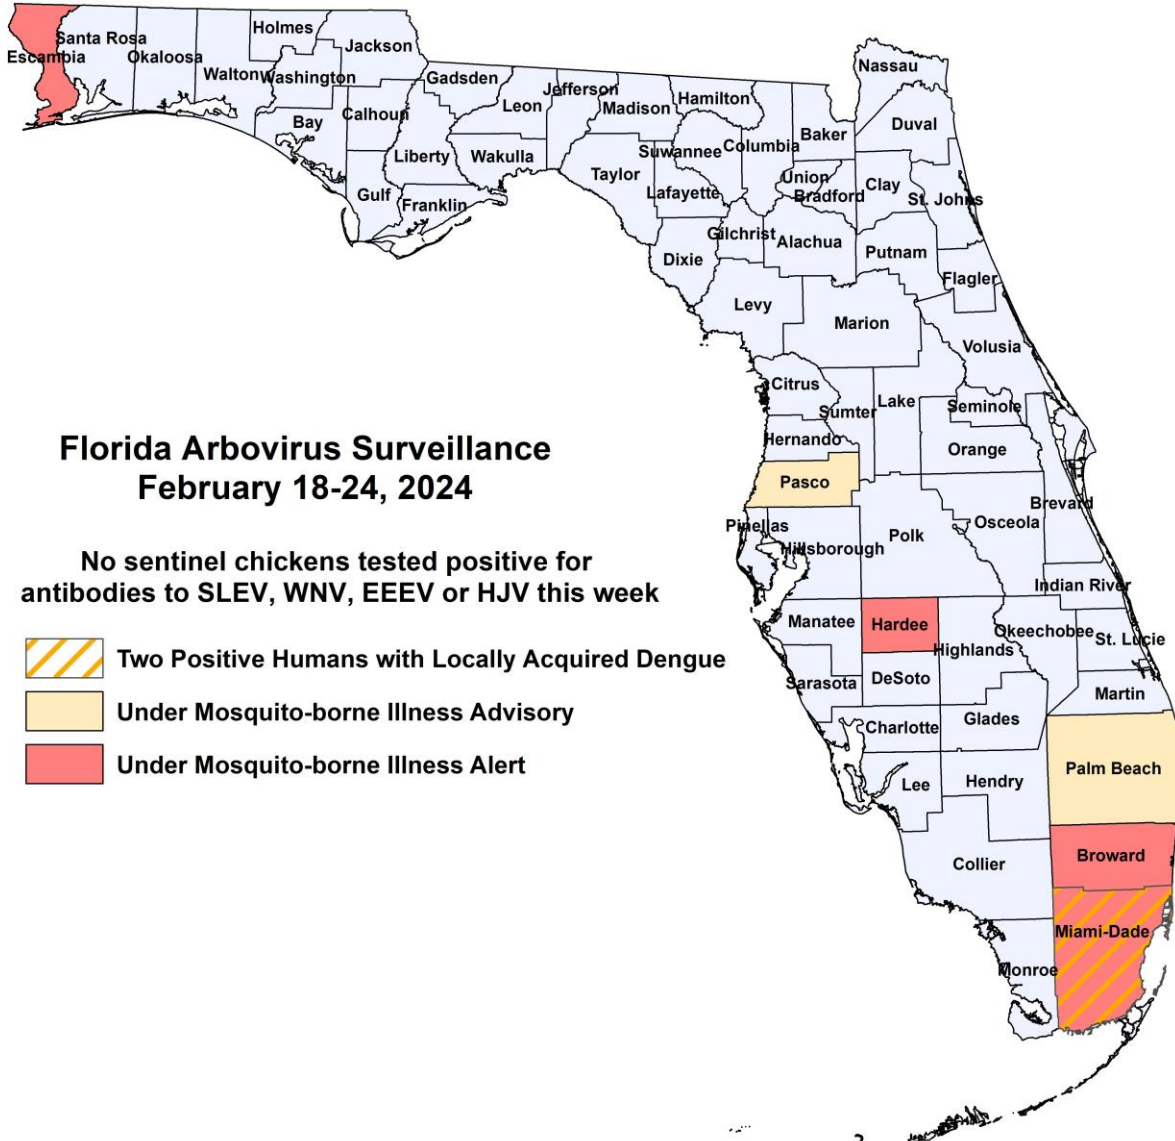 Holmes
Santa Rosa
Jackson
Escambia
Okaloosa
Walton
Washington
Gadsden
Nassau
Jefferson
Leon
Madison
Hamilton
Calhoun
Bay
Duval
Baker
Columbia
Suwannee
Liberty
Wakulla
Taylor
Union
Clay
Lafayette
Bradford
St. Johns
Gulf
Franklin
Gilchrist
Alachua
Putnam
Dixie
Flagler
Levy
Marion
Volusia
Citrus
Lake
Sumter
Seminole
Hernando
Orange
Florida Arbovirus Surveillance
February 18-24, 2024
Pasco
Brevard
Pinellas
Osceola
Polk
Hillsborough
No sentinel chickens tested positive for
antibodies to SLEV, WNV, EEEV or HJV this week
Indian River
Manatee
Hardee
Okeechobee
St. Lucie
Highlands
Two Positive Humans with Locally Acquired Dengue
Sarasota
DeSoto
Martin
Under Mosquito-borne Illness Advisory
Charlotte
Glades
Under Mosquito-borne Illness Alert
Palm Beach
Lee
Hendry
Broward
Collier
Miami-Dade
Monroe